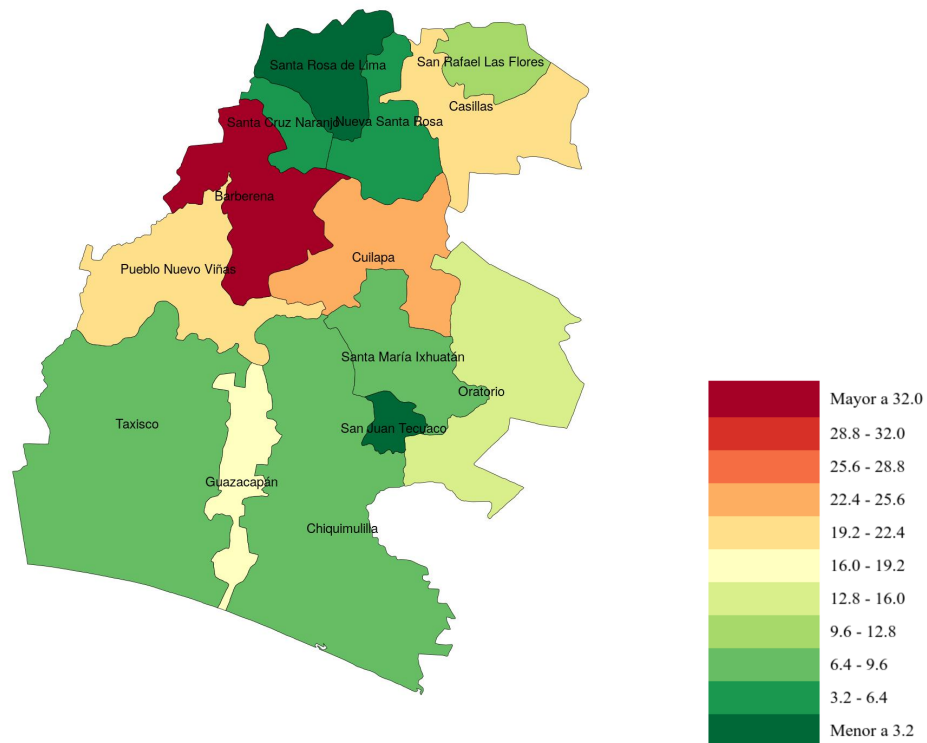 San Rafael Las Flores
Santa Rosa de Lima
Casillas
Santa Cruz Naranjo
Nueva Santa Rosa
Barberena
Cuilapa
Pueblo Nuevo Viñas
Santa María Ixhuatán
Oratorio
Taxisco
San Juan Tecuaco
Guazacapán
Chiquimulilla
Mayor a 32.0
28.8 - 32.0
25.6 - 28.8
22.4 - 25.6
19.2 - 22.4
16.0 - 19.2
12.8 - 16.0
9.6 - 12.8
6.4 - 9.6
3.2 - 6.4
Menor a 3.2